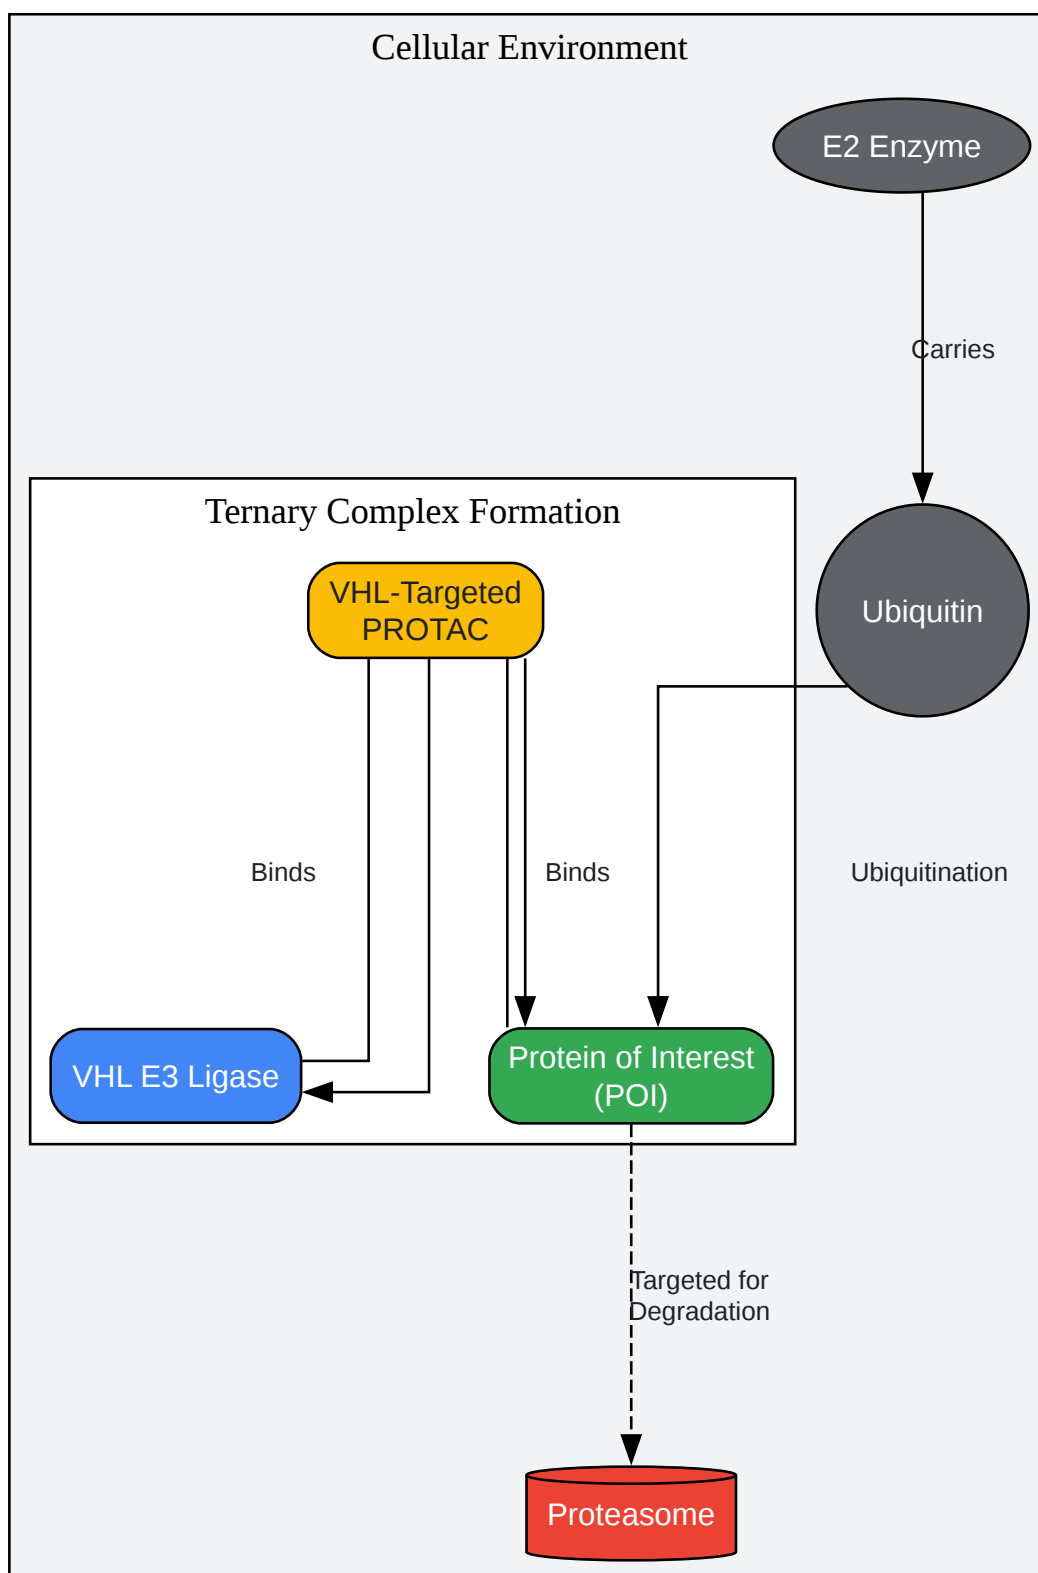 Cellular Environment
E2 Enzyme
Carries
Ternary Complex Formation
VHL-Targeted
PROTAC
Ubiquitin
Binds
Binds
Ubiquitination
VHL E3 Ligase
Protein of Interest
(POI)
Targeted for
Degradation
Proteasome